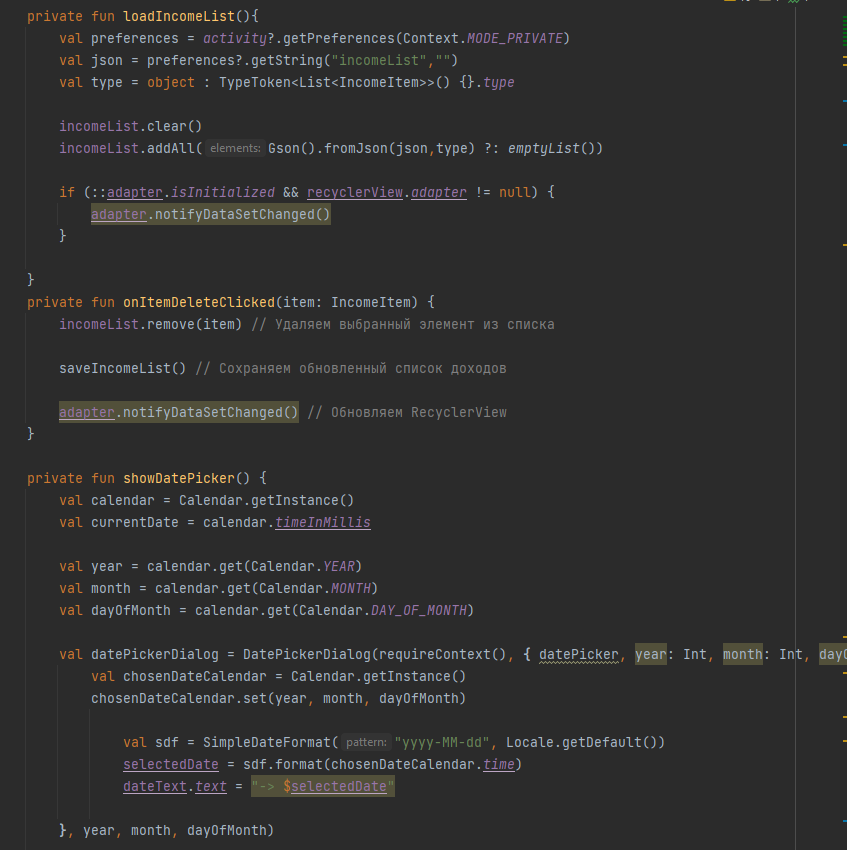 private fun loadIncomeList(){
    val preferences = activity?.getPreferences(Context.MODE_PRIVATE)
    val json = preferences?.getString("incomeList","")
    val type = object : TypeToken<List<IncomeItem>>() {}.type
    incomeList.clear()
    incomeList.addAll( elements: Gson().fromJson(json,type) ?: emptyList())
    if (::adapter.isInitialized && recyclerView.adapter != null) {
        adapter.notifyDataSetChanged()
    }
}
private fun onItemDeleteClicked(item: IncomeItem) {
    incomeList.remove(item) // Удаляем выбранный элемент из списка
    saveIncomeList() // Сохраняем обновленный список доходов
    adapter.notifyDataSetChanged() // Обновляем RecyclerView
}
private fun showDatePicker() {
    val calendar = Calendar.getInstance()
    val currentDate = calendar.timeInMillis
    val year = calendar.get(Calendar.YEAR)
    val month = calendar.get(Calendar.MONTH)
    val dayOfMonth = calendar.get(Calendar.DAY_OF_MONTH)
    val datePickerDialog = DatePickerDialog(requireContext(), { datePicker, year: Int, month: Int, dayO
        val chosenDateCalendar = Calendar.getInstance()
        chosenDateCalendar.set(year, month, dayOfMonth)
            val sdf = SimpleDateFormat( pattern: "yyyy-MM-dd", Locale.getDefault())
            selectedDate = sdf.format(chosenDateCalendar.time)
            dateText.text = "-> $selectedDate"
    }, year, month, dayOfMonth)